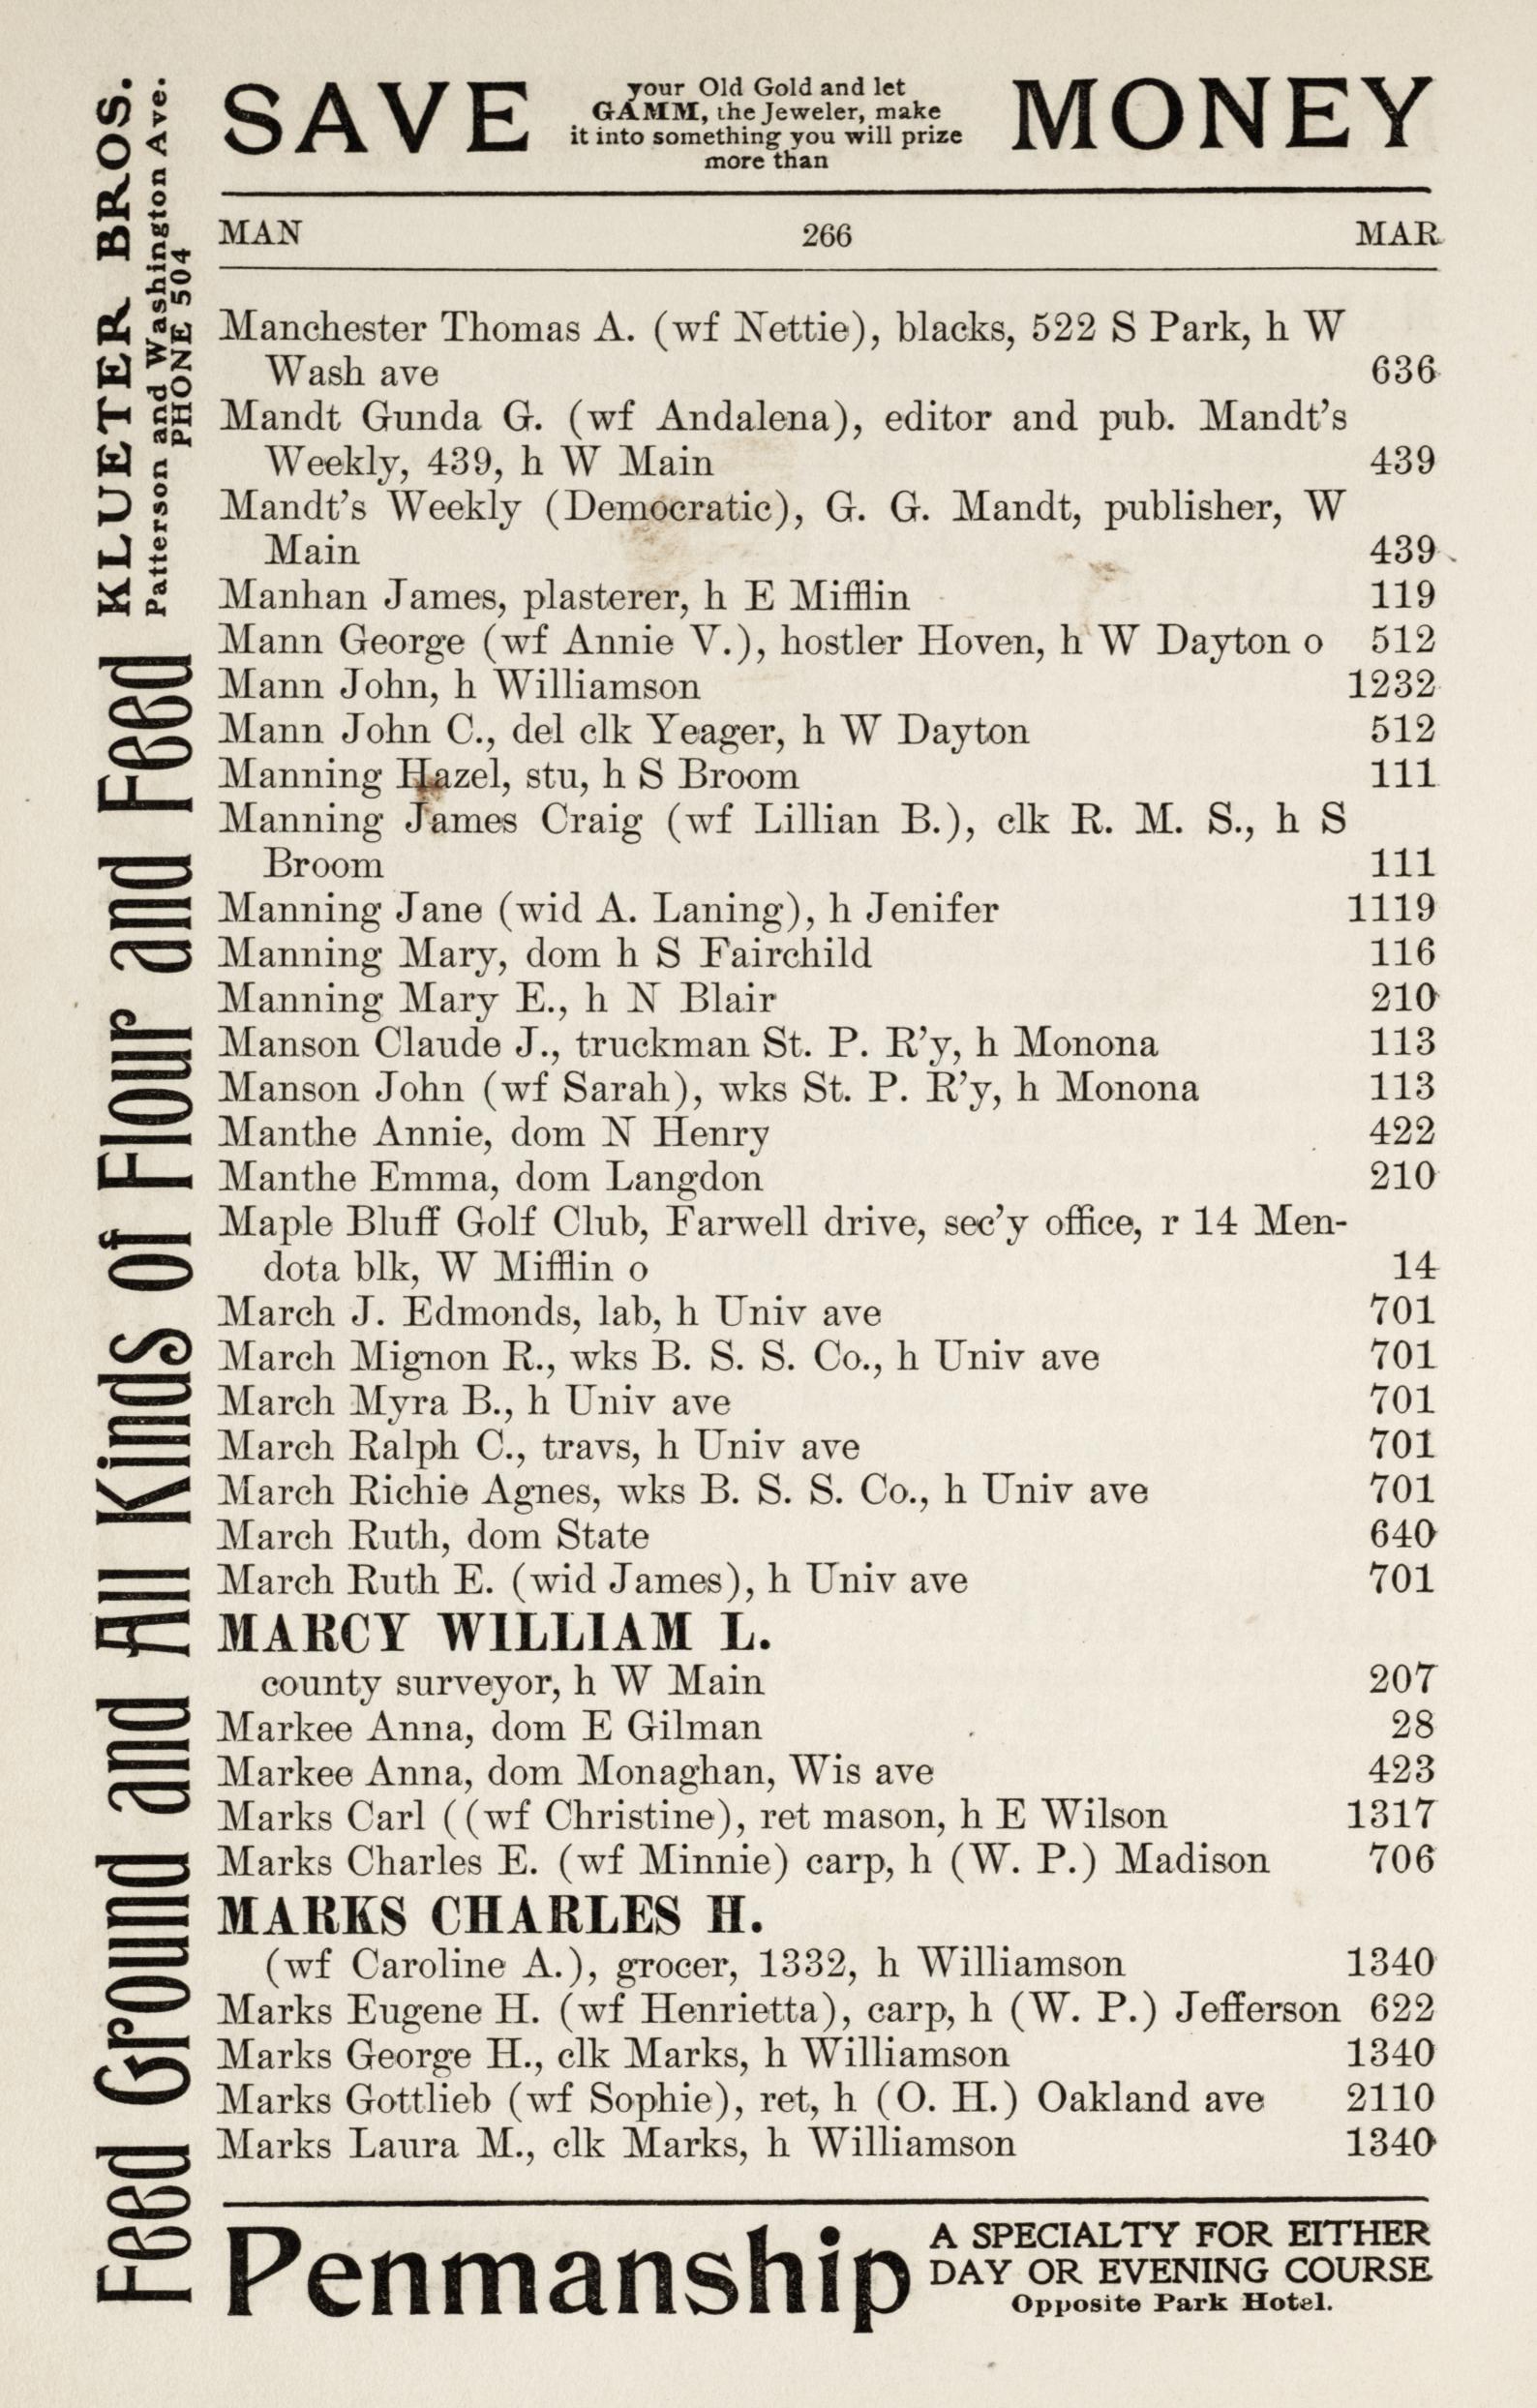 SAVE your Old Gold and let GAMM, the Jeweler, make it into something you will prize more than MONEY
KLUETER BROS.
Patterson and Washington Ave.
PHONE 504
Feed Ground and All Kinds of Flour and Feed
MAN 266 MAR
Manchester Thomas A. (wf Nettie), blacks, 522 S Park, h W
Wash ave 636
Mandt Gunda G. (wf Andalena), editor and pub. Mandt's
Weekly, 439, h W Main 439
Mandt's Weekly (Democratic), G. G. Mandt, publisher, W
Main 439
Manhan James, plasterer, h E Mifflin 119
Mann George (wf Annie V.), hostler Hoven, h W Dayton o 512
Mann John, h Williamson 1232
Mann John C., del clk Yeager, h W Dayton 512
Manning Hazel, stu, h S Broom 111
Manning James Craig (wf Lillian B.), clk R. M. S., h S
Broom 111
Manning Jane (wid A. Laning), h Jenifer 1119
Manning Mary, dom h S Fairchild 116
Manning Mary E., h N Blair 210
Manson Claude J., truckman St. P. R'y, h Monona 113
Manson John (wf Sarah), wks St. P. R'y, h Monona 113
Manthe Annie, dom N Henry 422
Manthe Emma, dom Langdon 210
Maple Bluff Golf Club, Farwell drive, sec'y office, r 14 Men-
dota blk, W Mifflin o 14
March J. Edmonds, lab, h Univ ave 701
March Mignon R., wks B. S. S. Co., h Univ ave 701
March Myra B., h Univ ave 701
March Ralph C., travs, h Univ ave 701
March Richie Agnes, wks B. S. S. Co., h Univ ave 701
March Ruth, dom State 640
March Ruth E. (wid James), h Univ ave 701
MARCY WILLIAM L.
county surveyor, h W Main 207
Markee Anna, dom E Gilman 28
Markee Anna, dom Monaghan, Wis ave 423
Marks Carl ((wf Christine), ret mason, h E Wilson 1317
Marks Charles E. (wf Minnie) carp, h (W. P.) Madison 706
MARKS CHARLES H.
(wf Caroline A.), grocer, 1332, h Williamson 1340
Marks Eugene H. (wf Henrietta), carp, h (W. P.) Jefferson 622
Marks George H., clk Marks, h Williamson 1340
Marks Gottlieb (wf Sophie), ret, h (O. H.) Oakland ave 2110
Marks Laura M., clk Marks, h Williamson 1340
Penmanship
A SPECIALTY FOR EITHER
DAY OR EVENING COURSE
Opposite Park Hotel.